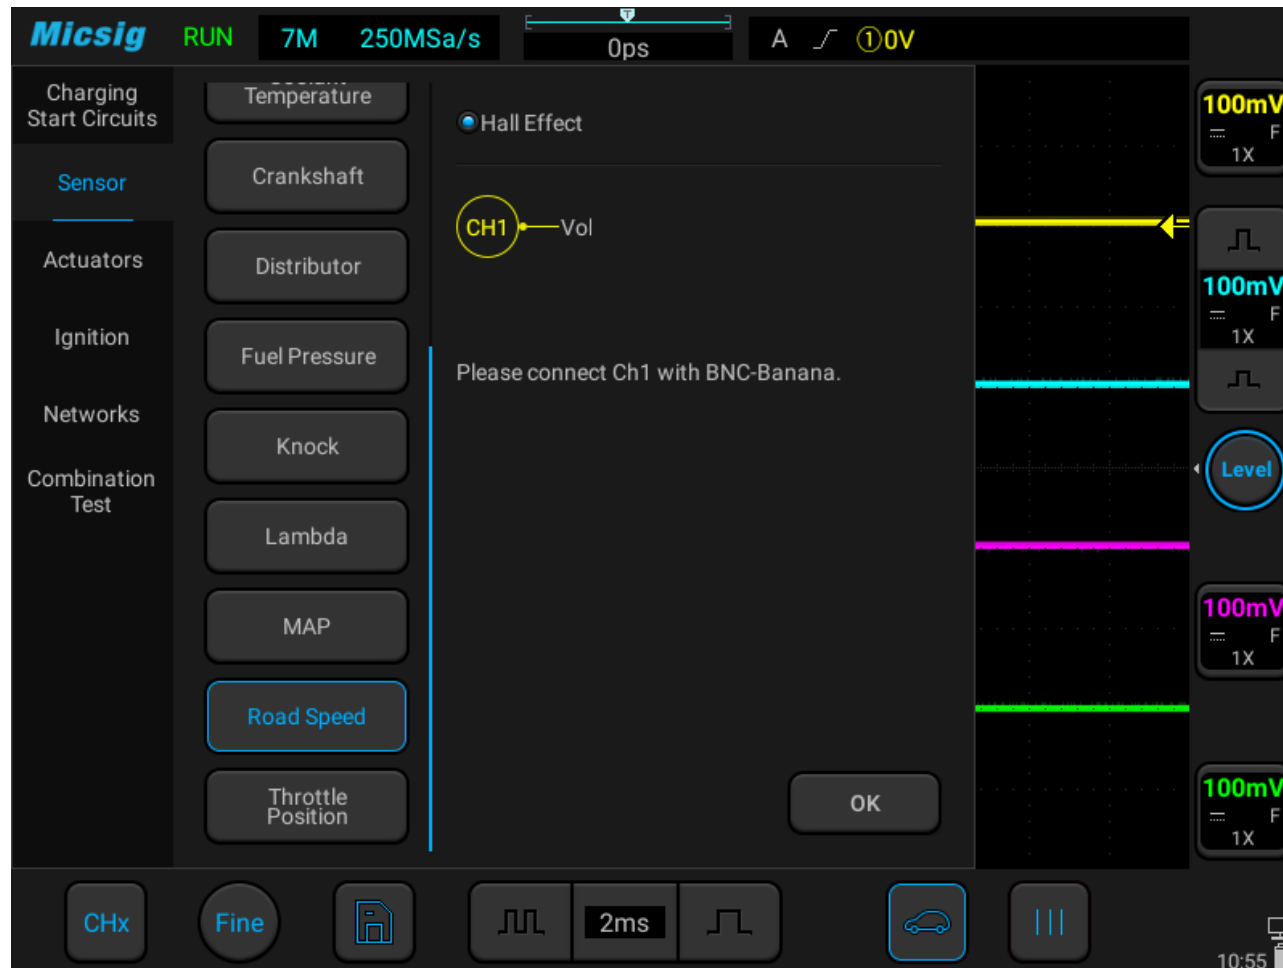 Micsig RUN 7M 250MSa/s T 0ps A ①0V
Charging
Start Circuits
Sensor
Actuators
Ignition
Networks
Combination
Test
Temperature
Crankshaft
Distributor
Fuel Pressure
Knock
Lambda
MAP
Road Speed
Throttle
Position
Hall Effect
CH1 Vol
Please connect Ch1 with BNC-Banana.
OK
100mV
F
1X
100mV
F
1X
Level
100mV
F
1X
100mV
F
1X
CHx Fine 2ms
10:55